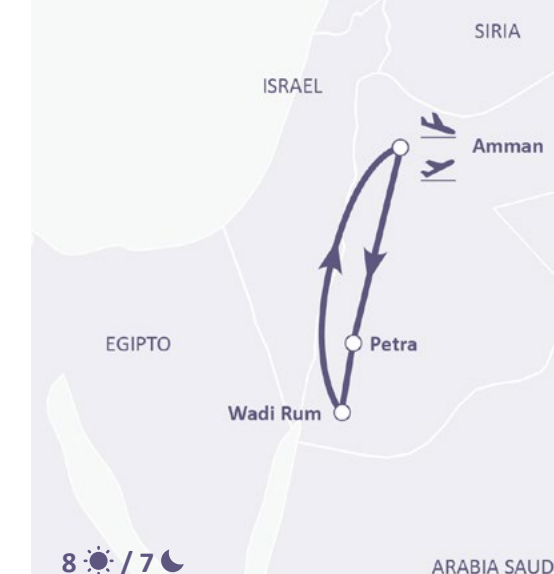 SIRIA
ISRAEL
Amman
EGIPTO
Petra
Wadi Rum
8 / 7
ARABIA SAUD